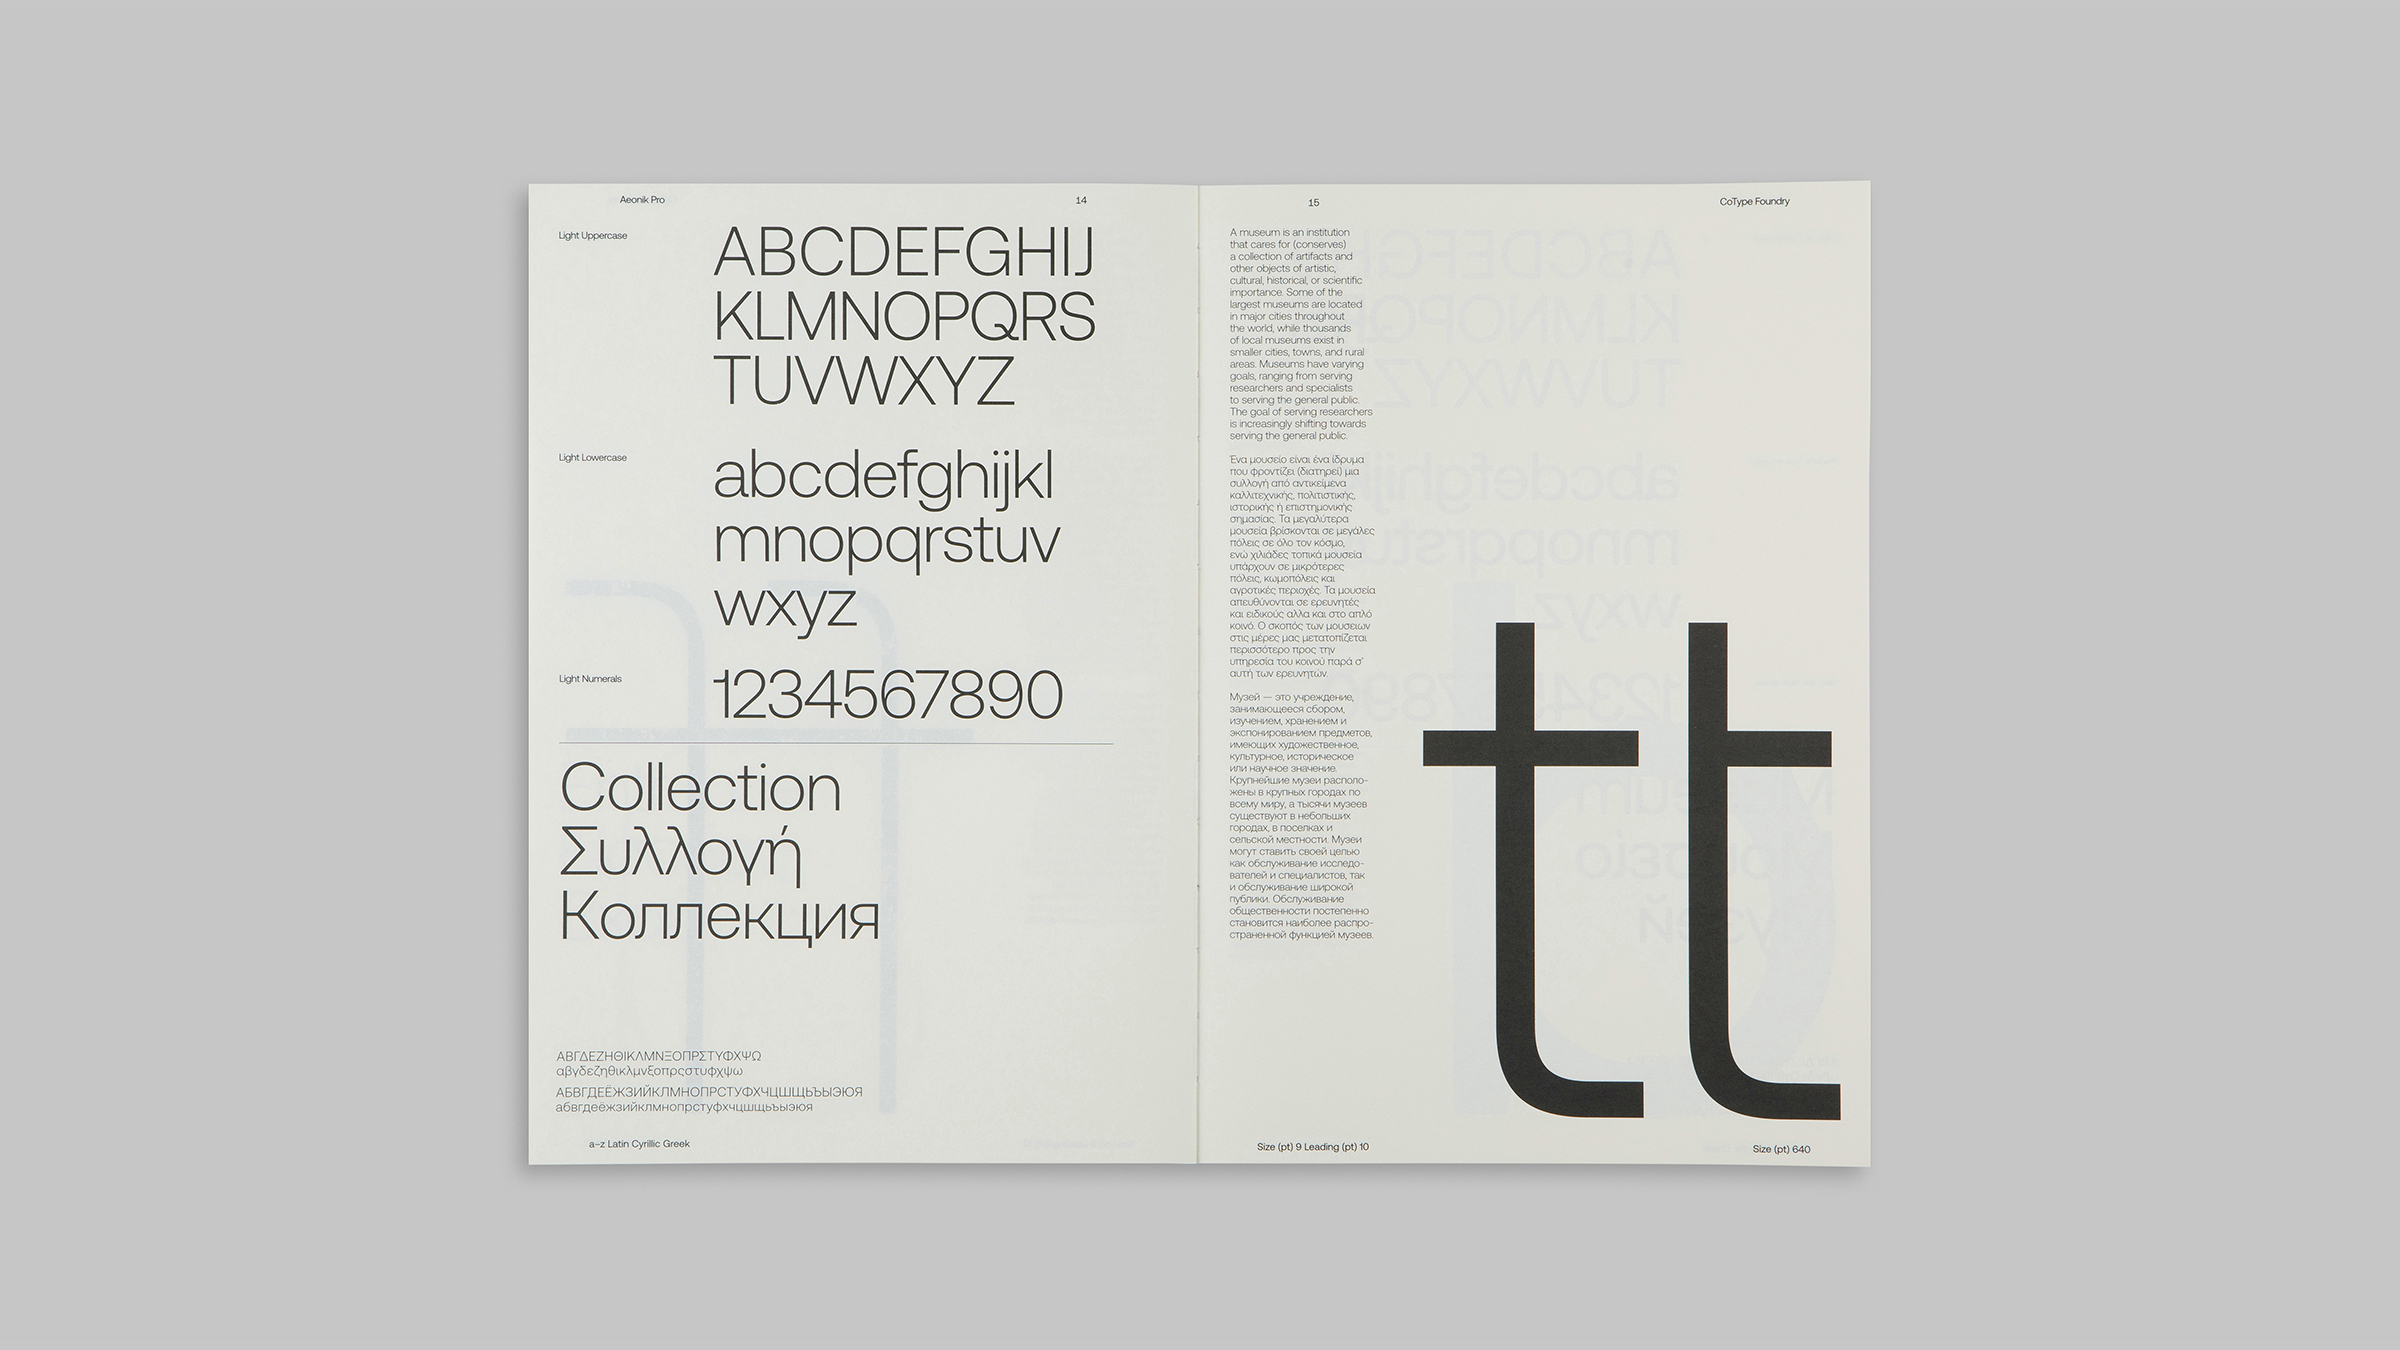 Aeonik Pro
14
Light Uppercase
ABCDEFGHIJ
KLMNOPQRS
TUVWXYZ
Light Lowercase
abcdefghijkl
mnopqrstuv
wxyz
Light Numerals
1234567890
Collection
Συλλογή
Коллекция
ΑΒΓΔΕΖΗΘΙΚΛΜΝΞΟΠΡΣΤΥΦΧΨΩ
αβγδεζηθικλμνξοπρςστυφχψω
АБВГДЕЁЖЗИЙКЛМНОПРСТУФХЧЦШЩЬЪЫЭЮЯ
абвгдеёжзийклмнопрстуфхчцшщьъыэюя
a–z Latin Cyrillic Greek
15
CoType Foundry
A museum is an institution
that cares for (conserves)
a collection of artifacts and
other objects of artistic,
cultural, historical, or scientific
importance. Some of the
largest museums are located
in major cities throughout
the world, while thousands
of local museums exist in
smaller cities, towns, and rural
areas. Museums have varying
goals, ranging from serving
researchers and specialists
to serving the general public.
The goal of serving researchers
is increasingly shifting towards
serving the general public.
Ένα μουσείο είναι ένα ίδρυμα
που φροντίζει (διατηρεί) μια
συλλογή από αντικείμενα
καλλιτεχνικής, πολιτιστικής,
ιστορικής ή επιστημονικής
σημασίας. Τα μεγαλύτερα
μουσεία βρίσκονται σε μεγάλες
πόλεις σε όλο τον κόσμο,
ενώ χιλιάδες τοπικά μουσεία
υπάρχουν σε μικρότερες
πόλεις, κωμοπόλεις και
αγροτικές περιοχές. Τα μουσεία
απευθύνονται σε ερευνητές
και ειδικούς αλλα και στο απλό
κοινό. Ο σκοπός των μουσειων
στις μέρες μας μετατοπίζεται
περισσότερο προς την
υπηρεσία του κοινού παρά σ'
αυτή των ερευνητών.
Музей — это учреждение,
занимающееся сбором,
изучением, хранением и
экспонированием предметов,
имеющих художественное,
культурное, историческое
или научное значение.
Крупнейшие музеи располо-
жены в крупных городах по
всему миру, а тысячи музеев
существуют в небольших
городах, в поселках и
сельской местности. Музеи
могут ставить своей целью
как обслуживание исследо-
вателей и специалистов, так
и обслуживание широкой
публики. Обслуживание
общественности постепенно
становится наиболее распро-
страненной функцией музеев.
tt
Size (pt) 9 Leading (pt) 10
Size (pt) 640